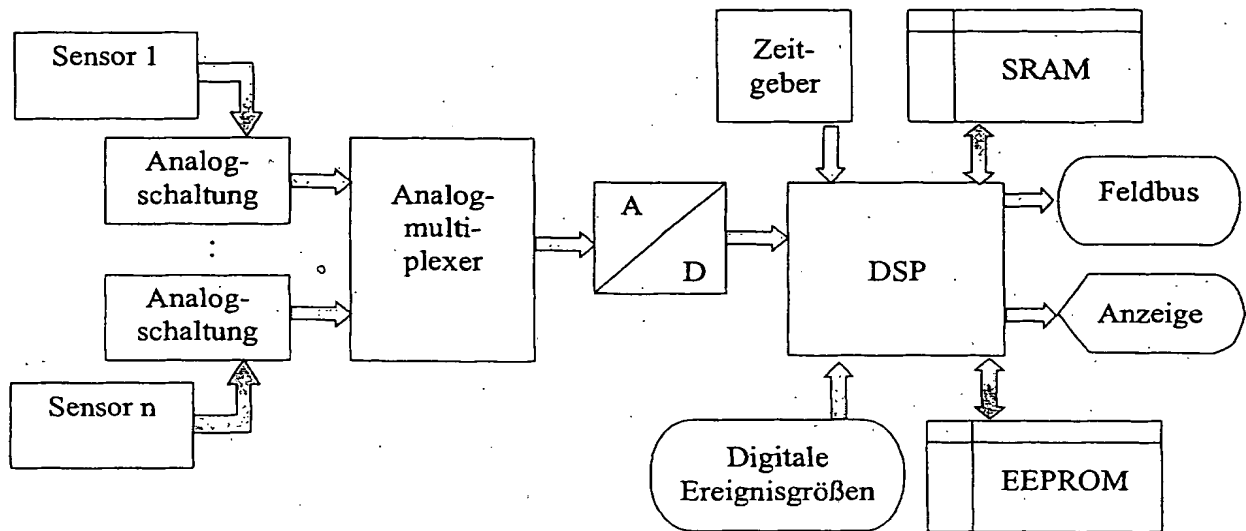 Sensor 1
Analog-
schaltung
:
Analog-
schaltung
Sensor n
Analog-
multi-
plexer
A
D
Zeit-
geber
SRAM
DSP
Feldbus
Anzeige
Digitale
Ereignisgrößen
EEPROM